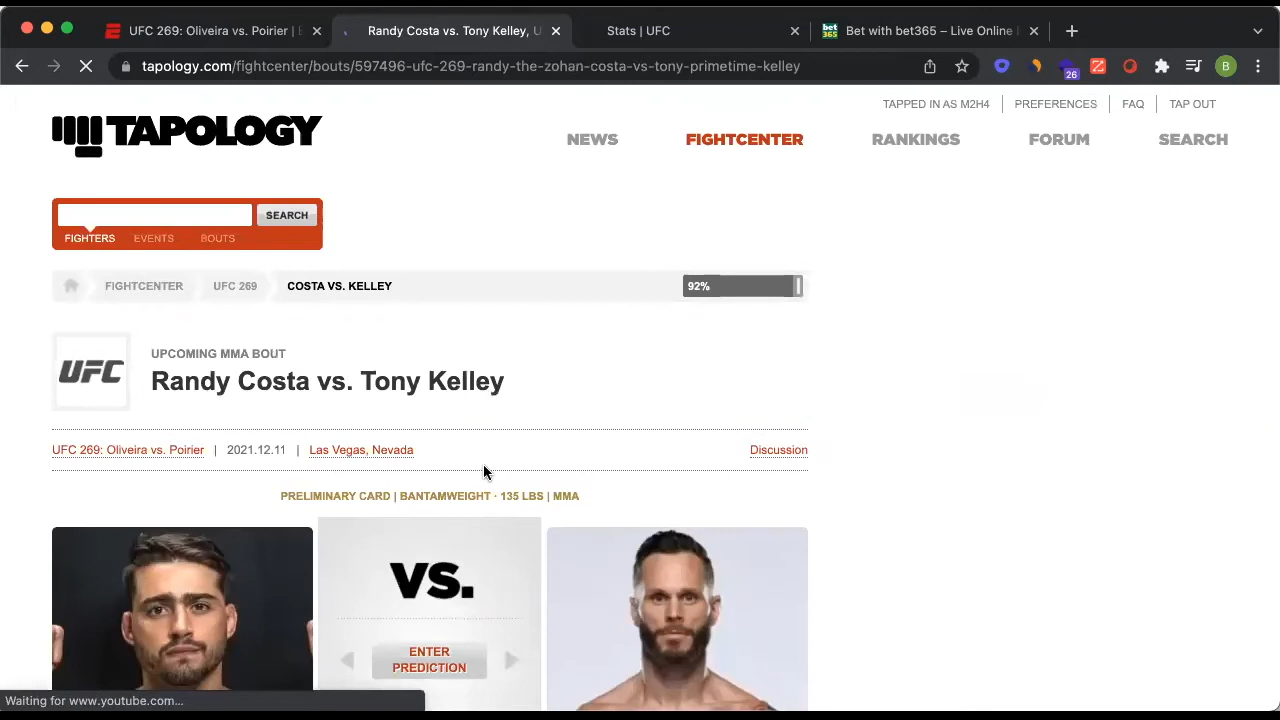 UFC 269: Oliveira vs. Poirier |
Randy Costa vs. Tony Kelley, U
Stats | UFC
bet365
Bet with bet365 – Live Online
tapology.com/fightcenter/bouts/597496-ufc-269-randy-the-zohan-costa-vs-tony-primetime-kelley
26
B
TAPPED IN AS M2H4
PREFERENCES
FAQ
TAP OUT
TAPOLOGY
NEWS
FIGHTCENTER
RANKINGS
FORUM
SEARCH
SEARCH
FIGHTERS
EVENTS
BOUTS
FIGHTCENTER
UFC 269
COSTA VS. KELLEY
92%
UFC
UPCOMING MMA BOUT
Randy Costa vs. Tony Kelley
UFC 269: Oliveira vs. Poirier | 2021.12.11 | Las Vegas, Nevada
Discussion
PRELIMINARY CARD | BANTAMWEIGHT · 135 LBS | MMA
VS.
ENTER
PREDICTION
Waiting for www.youtube.com...